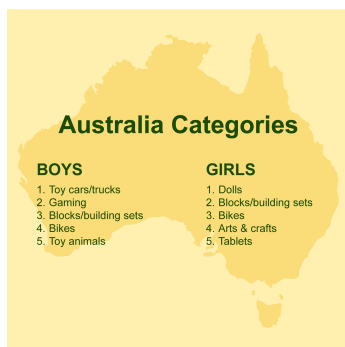 Australia Categories
BOYS
1. Toy cars/trucks
2. Gaming
3. Blocks/building sets
4. Bikes
5. Toy animals
GIRLS
1. Dolls
2. Blocks/building sets
3. Bikes
4. Arts & crafts
5. Tablets